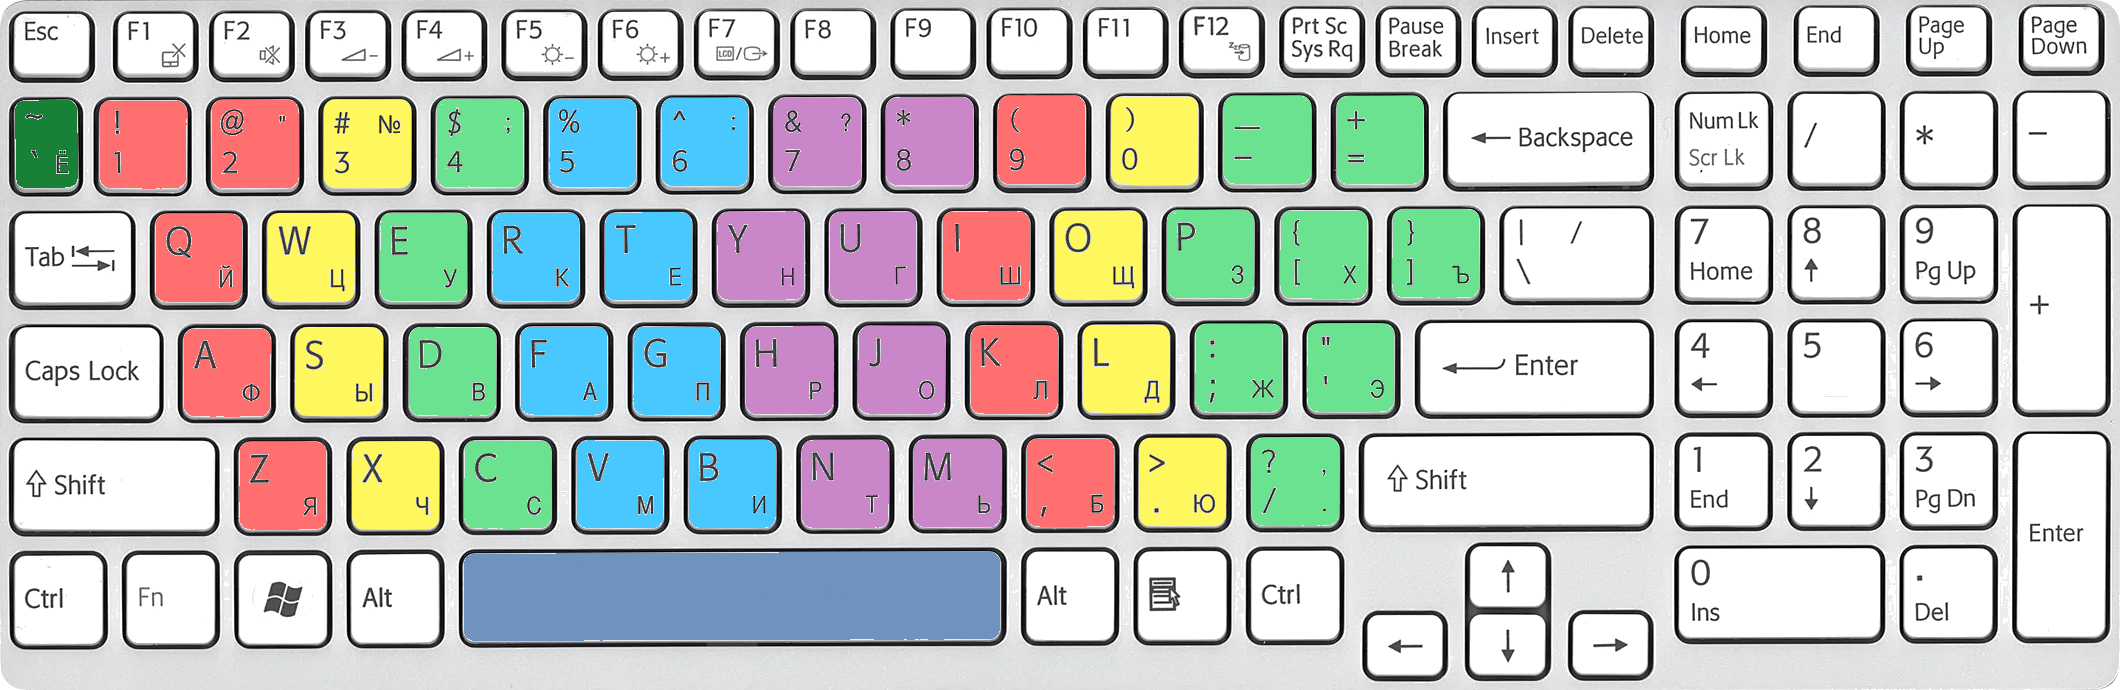 Esc F1 F2 F3 - F4 + F5 - F6 + F7 LCD/ F8 F9 F10 F11 F12 zz Prt Sc Sys Rq Pause Break Insert Delete Home End Page Up Page Down
~ ` Ё ! 1 @ " 2 # № 3 $ ; 4 % 5 ^ : 6 & ? 7 * 8 ( 9 ) 0 _ - + = ← Backspace Num Lk Scr Lk / * -
Tab Q Й W Ц E У R К T Е Y Н U Г I Ш O Щ P З { [ Х } ] Ъ | / \ 7 Home 8 ↑ 9 Pg Up +
Caps Lock A Ф S Ы D В F А G П H Р J О K Л L Д : ; Ж " ' Э Enter 4 ← 5 6 →
⇧ Shift Z Я X Ч C С V М B И N Т M Ь < , Б > . Ю ? , / . ⇧ Shift 1 End 2 ↓ 3 Pg Dn Enter
Ctrl Fn Alt Alt Ctrl ← ↑ ↓ → 0 Ins . Del